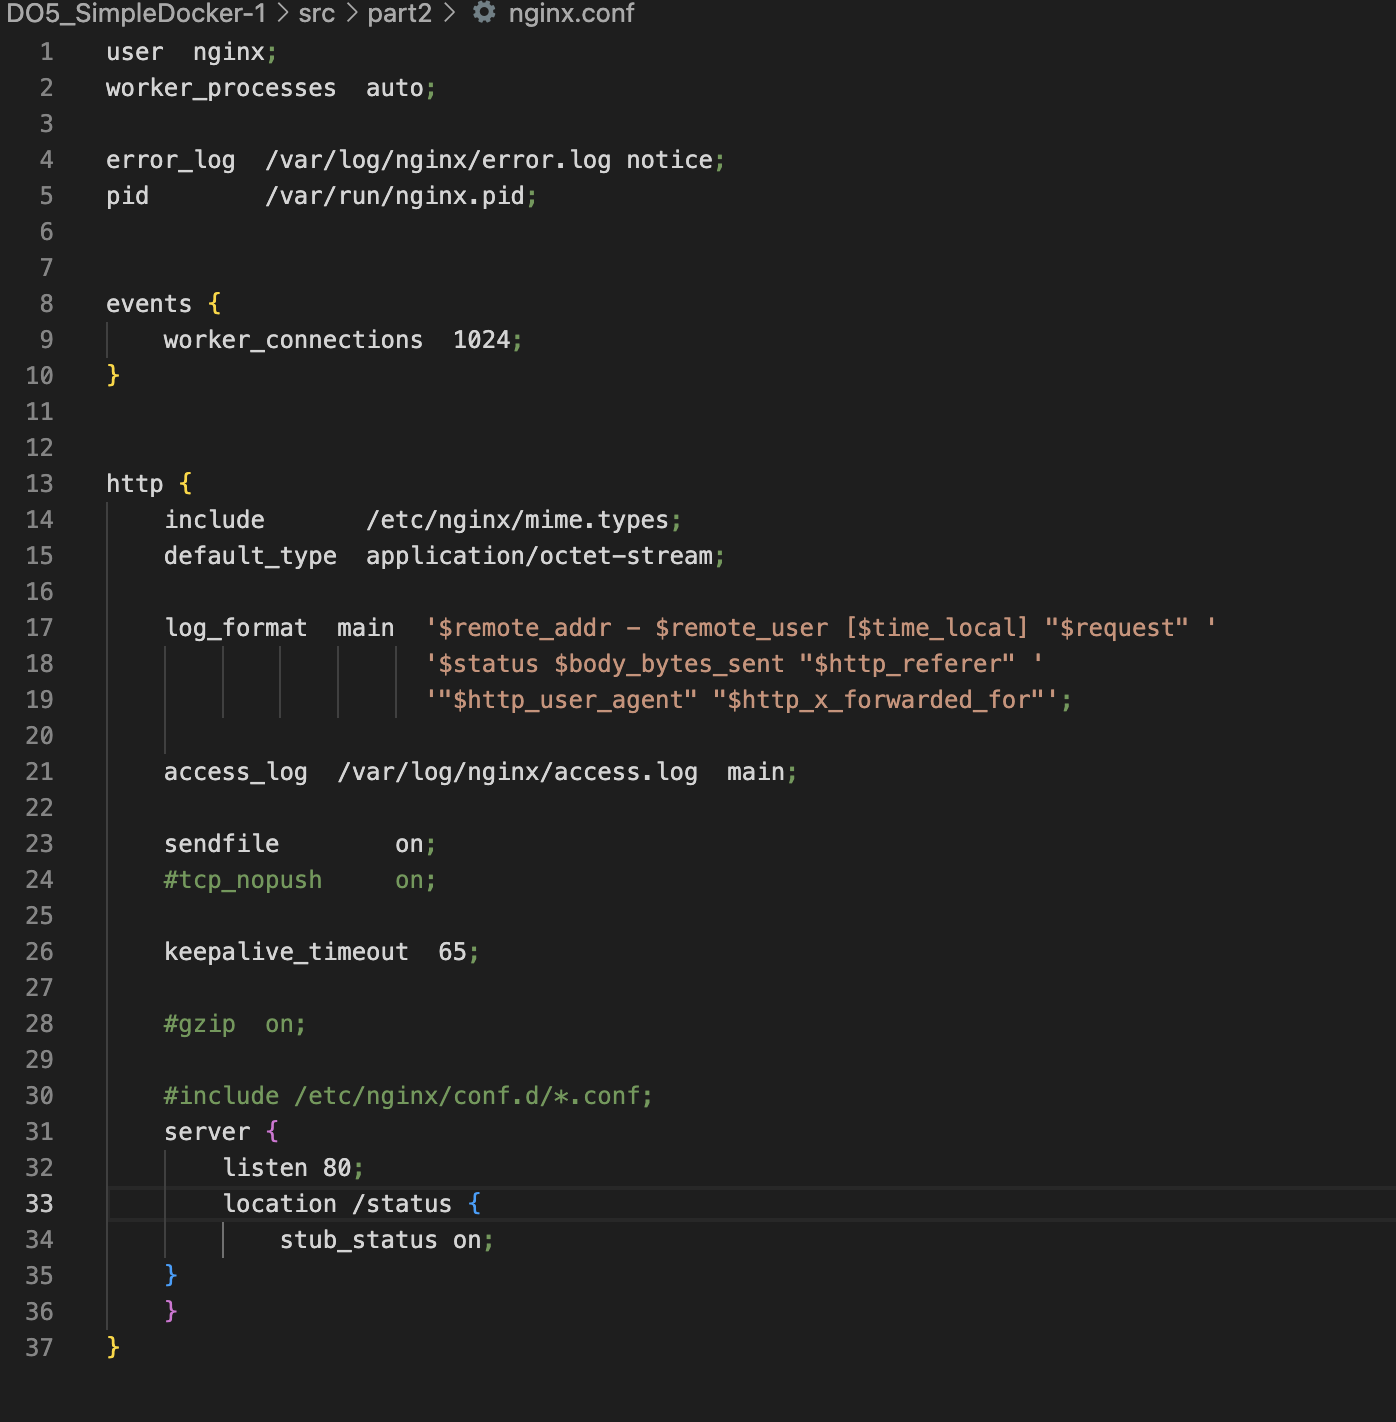 DO5_SimpleDocker-1 > src > part2 > nginx.conf
1 user  nginx;
2 worker_processes  auto;
3
4 error_log  /var/log/nginx/error.log notice;
5 pid        /var/run/nginx.pid;
6
7
8 events {
9     worker_connections  1024;
10 }
11
12
13 http {
14     include       /etc/nginx/mime.types;
15     default_type  application/octet-stream;
16
17     log_format  main  '$remote_addr - $remote_user [$time_local] "$request" '
18                       '$status $body_bytes_sent "$http_referer" '
19                       '"$http_user_agent" "$http_x_forwarded_for"';
20
21     access_log  /var/log/nginx/access.log  main;
22
23     sendfile        on;
24     #tcp_nopush     on;
25
26     keepalive_timeout  65;
27
28     #gzip  on;
29
30     #include /etc/nginx/conf.d/*.conf;
31     server {
32         listen 80;
33         location /status {
34             stub_status on;
35     }
36     }
37 }